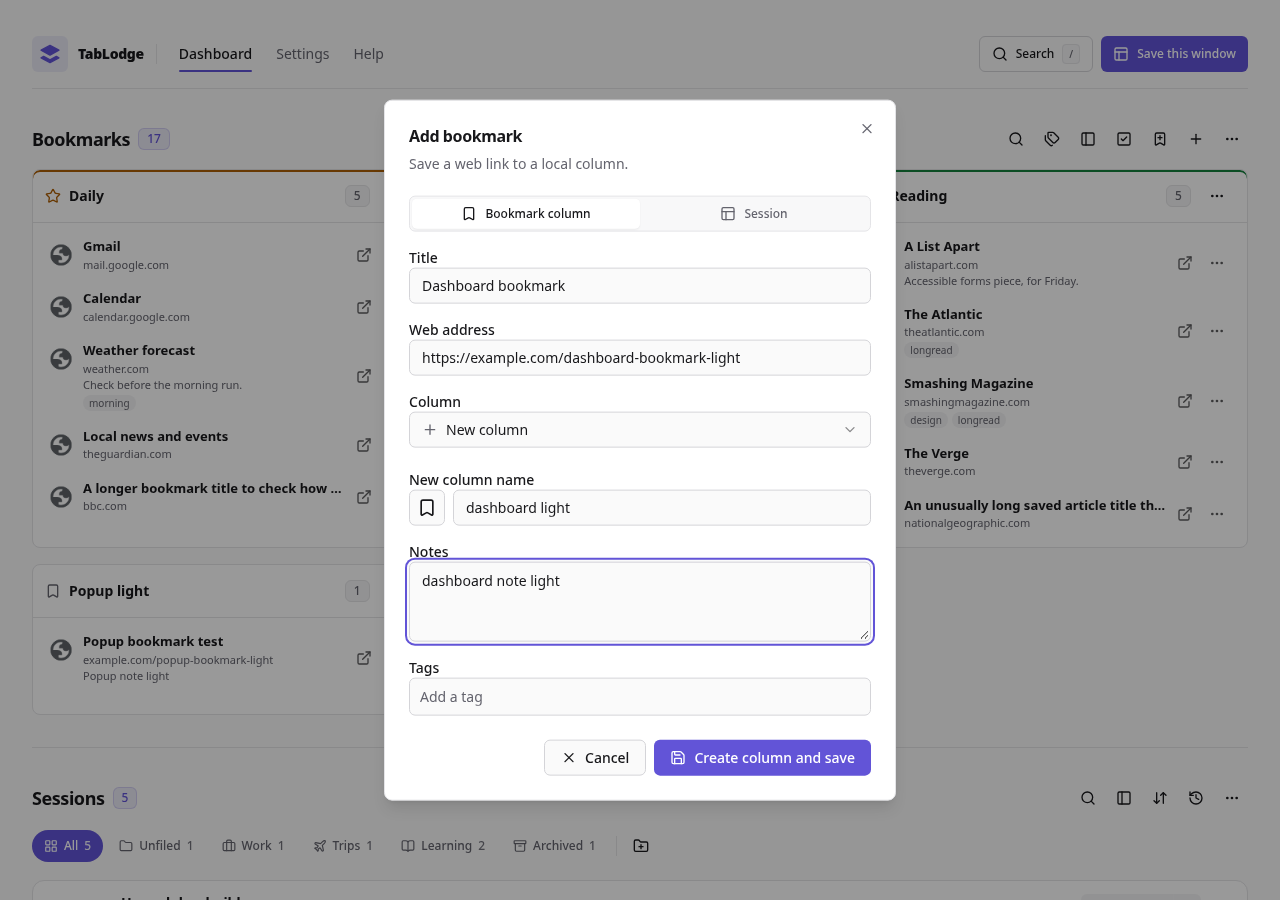 TabLodge
Dashboard
Settings
Help
Search /
Save this window
Bookmarks 17
Daily 5
Gmail
mail.google.com
Calendar
calendar.google.com
Weather forecast
weather.com
Check before the morning run.
morning
Local news and events
theguardian.com
A longer bookmark title to check how ...
bbc.com
Popup light 1
Popup bookmark test
example.com/popup-bookmark-light
Popup note light
Add bookmark
Save a web link to a local column.
Bookmark column
Session
Title
Dashboard bookmark
Web address
https://example.com/dashboard-bookmark-light
Column
New column
New column name
dashboard light
Notes
dashboard note light
Tags
Add a tag
Cancel
Create column and save
Reading 5
A List Apart
alistapart.com
Accessible forms piece, for Friday.
The Atlantic
theatlantic.com
longread
Smashing Magazine
smashingmagazine.com
design longread
The Verge
theverge.com
An unusually long saved article title th...
nationalgeographic.com
Sessions 5
All 5
Unfiled 1
Work 1
Trips 1
Learning 2
Archived 1